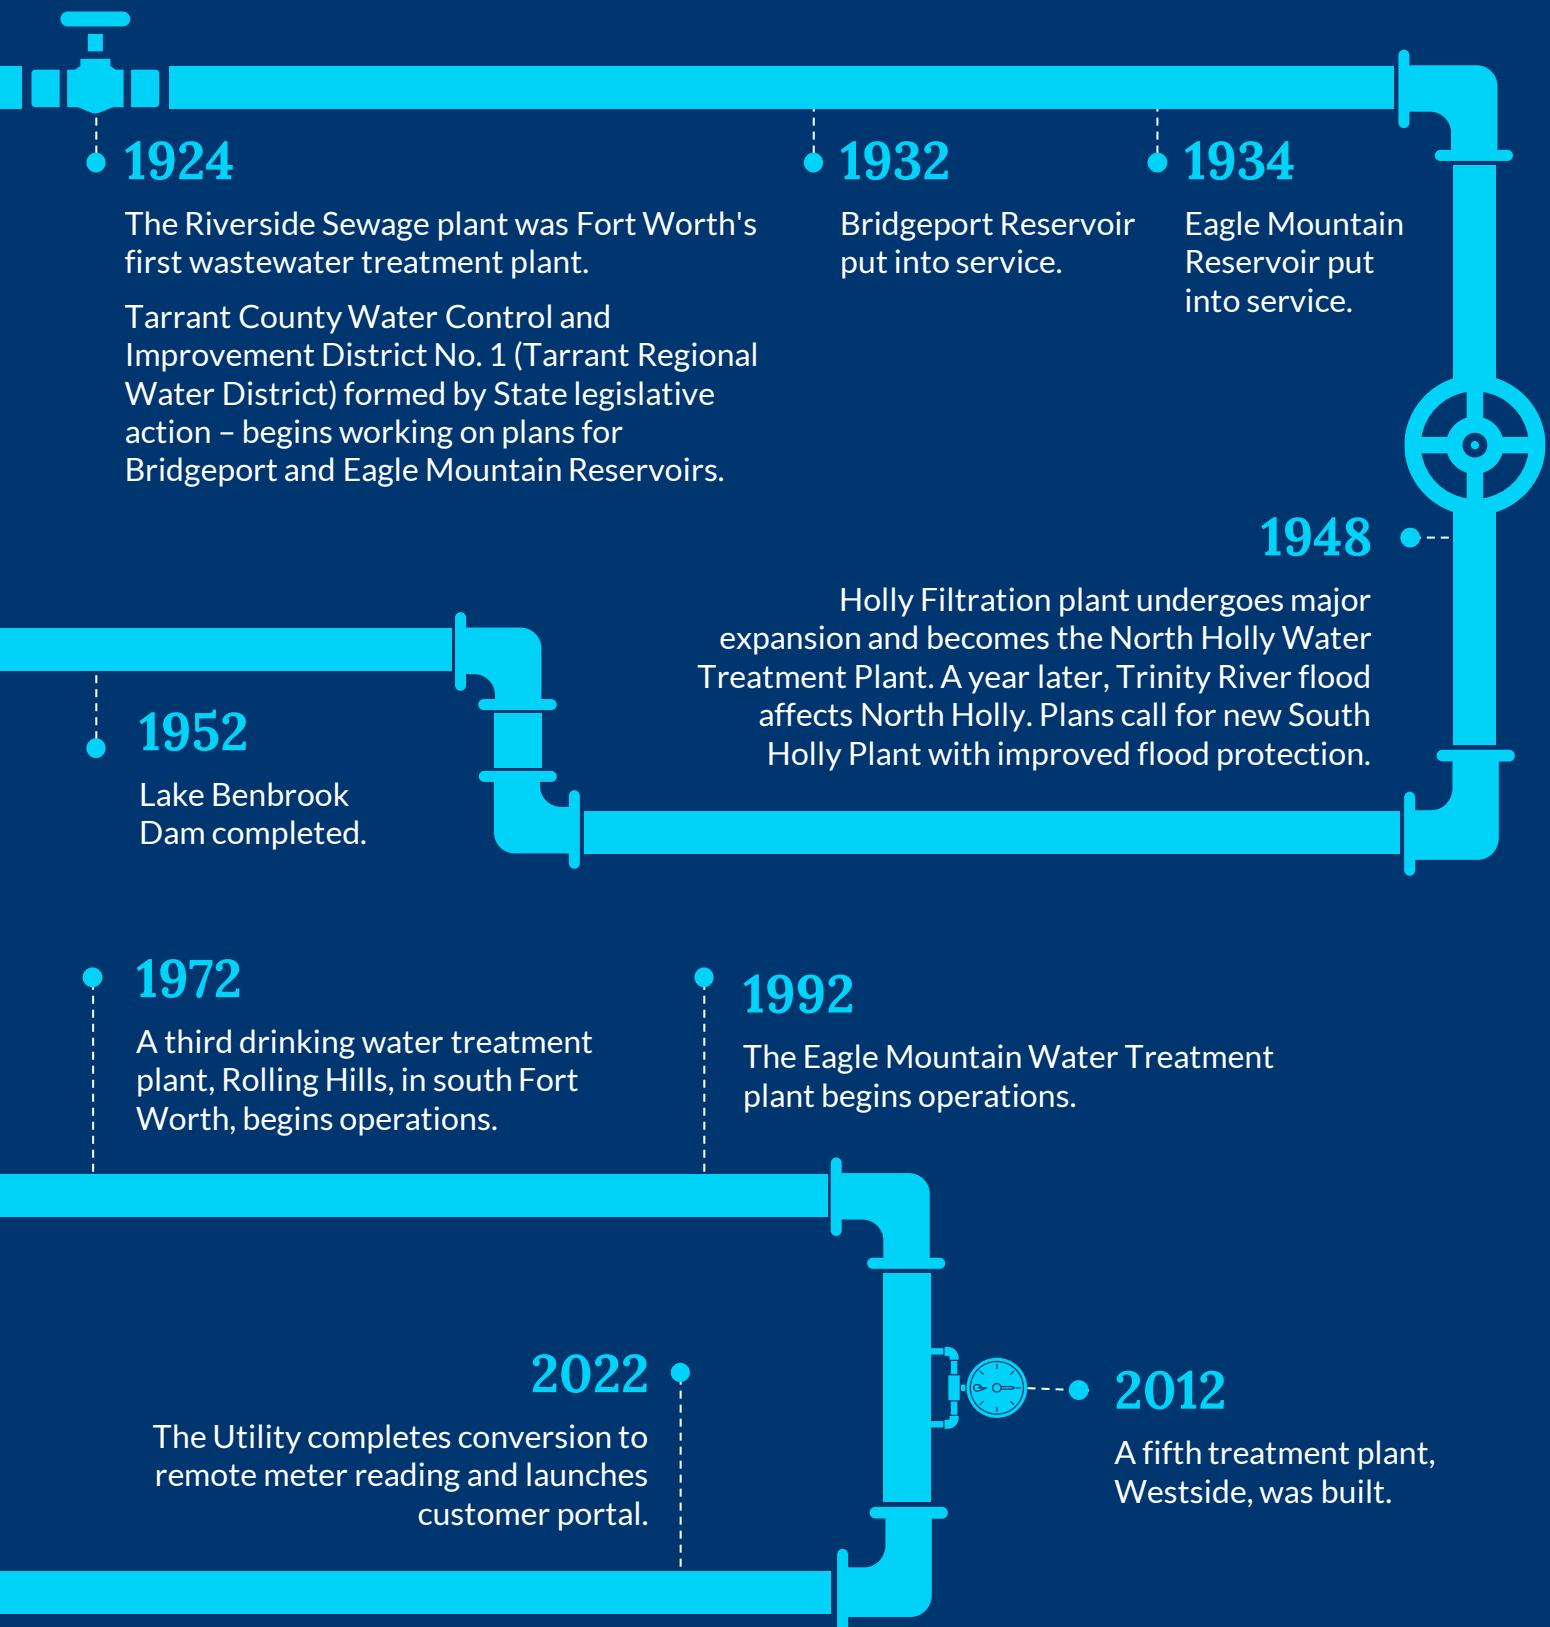 1924
The Riverside Sewage plant was Fort Worth's
first wastewater treatment plant.
Tarrant County Water Control and
Improvement District No. 1 (Tarrant Regional
Water District) formed by State legislative
action – begins working on plans for
Bridgeport and Eagle Mountain Reservoirs.
1932
Bridgeport Reservoir
put into service.
1934
Eagle Mountain
Reservoir put
into service.
1948
Holly Filtration plant undergoes major
expansion and becomes the North Holly Water
Treatment Plant. A year later, Trinity River flood
affects North Holly. Plans call for new South
Holly Plant with improved flood protection.
1952
Lake Benbrook
Dam completed.
1972
A third drinking water treatment
plant, Rolling Hills, in south Fort
Worth, begins operations.
1992
The Eagle Mountain Water Treatment
plant begins operations.
2012
A fifth treatment plant,
Westside, was built.
2022
The Utility completes conversion to
remote meter reading and launches
customer portal.